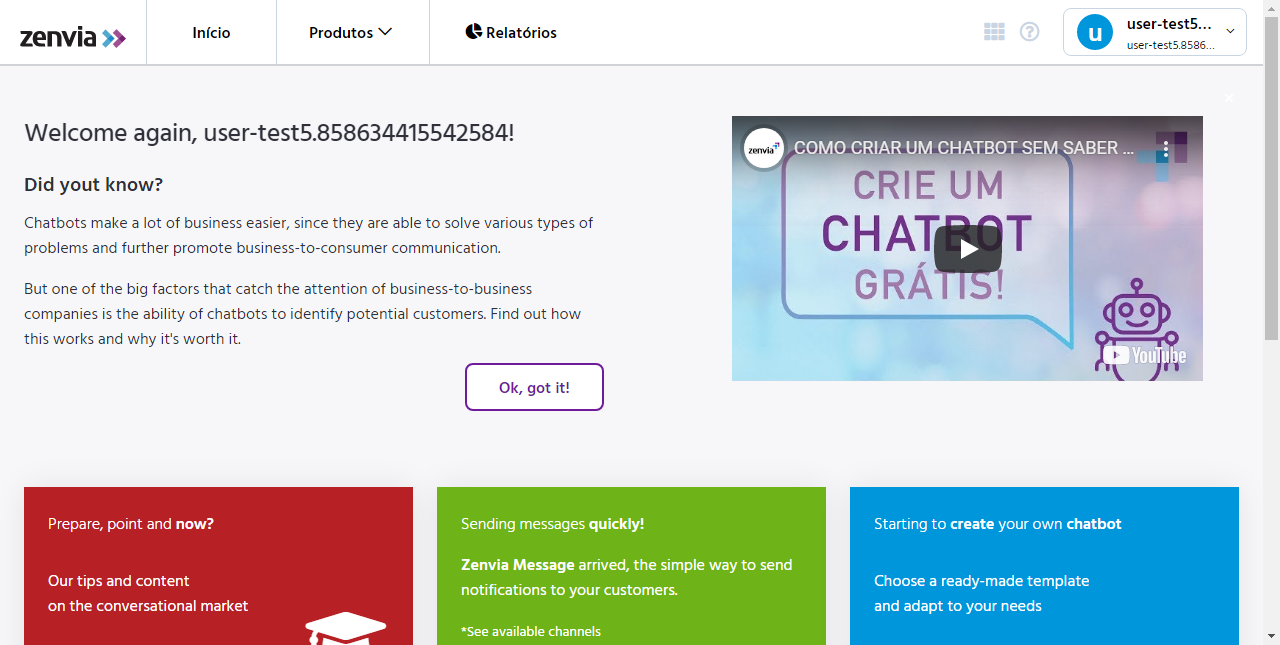 zenvia
Início
Produtos
Relatórios
u
user-test5...
user-test5.8586...
Welcome again, user-test5.858634415542584!
Did yout know?
Chatbots make a lot of business easier, since they are able to solve various types of
problems and further promote business-to-consumer communication.
But one of the big factors that catch the attention of business-to-business
companies is the ability of chatbots to identify potential customers. Find out how
this works and why it's worth it.
Ok, got it!
zenvia
COMO CRIAR UM CHATBOT SEM SABER ...
CRIE UM
CHATBOT
GRÁTIS!
YouTube
Prepare, point and now?
Our tips and content
on the conversational market
Sending messages quickly!
Zenvia Message arrived, the simple way to send
notifications to your customers.
*See available channels
Starting to create your own chatbot
Choose a ready-made template
and adapt to your needs